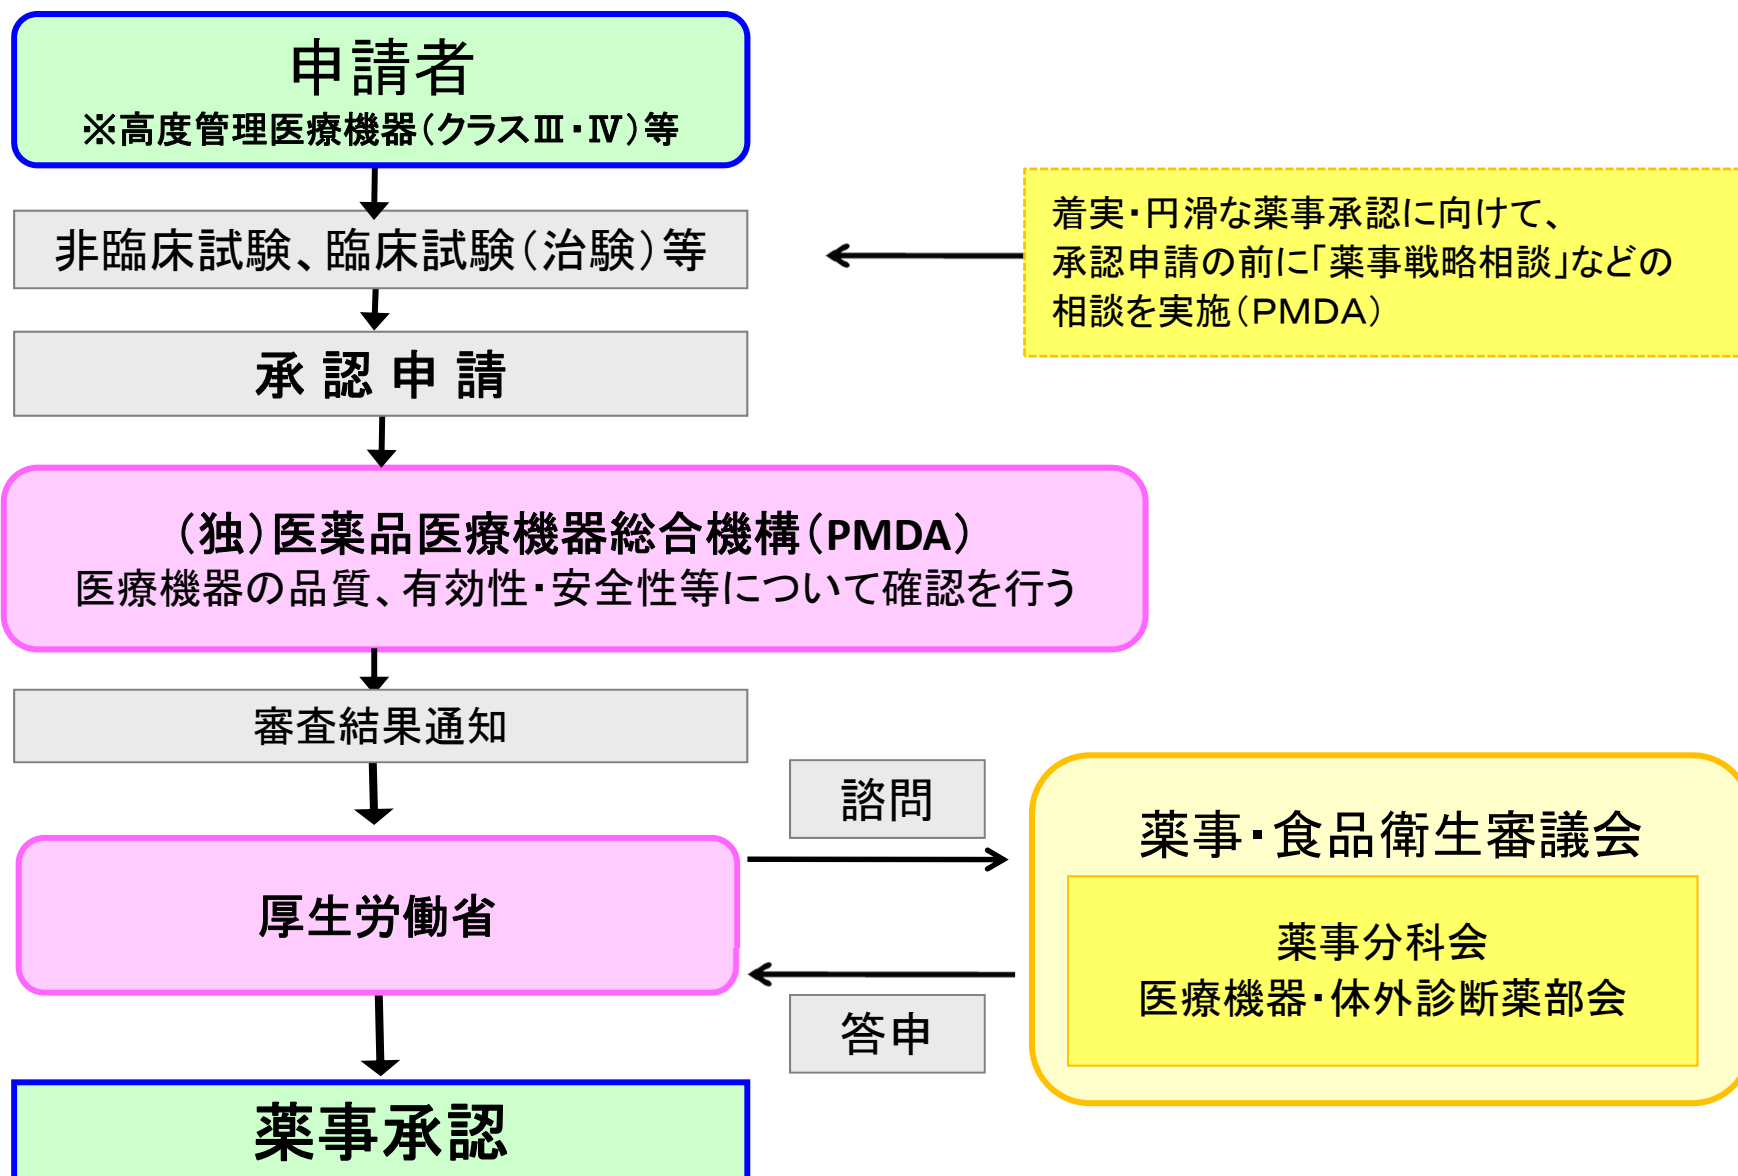 申請者
※高度管理医療機器（クラスⅢ・Ⅳ）等
非臨床試験、臨床試験（治験）等
着実・円滑な薬事承認に向けて、
承認申請の前に「薬事戦略相談」などの
相談を実施（PMDA）
承認申請
（独）医薬品医療機器総合機構（PMDA）
医療機器の品質、有効性・安全性等について確認を行う
審査結果通知
諮問
厚生労働省
答申
薬事・食品衛生審議会
薬事分科会
医療機器・体外診断薬部会
薬事承認